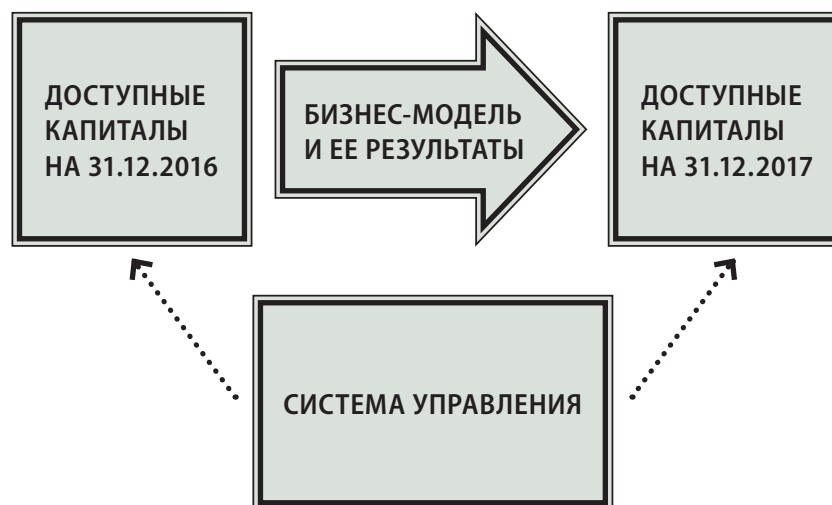 ДОСТУПНЫЕ
КАПИТАЛЫ
НА 31.12.2016
БИЗНЕС-МОДЕЛЬ
И ЕЕ РЕЗУЛЬТАТЫ
ДОСТУПНЫЕ
КАПИТАЛЫ
НА 31.12.2017
СИСТЕМА УПРАВЛЕНИЯ